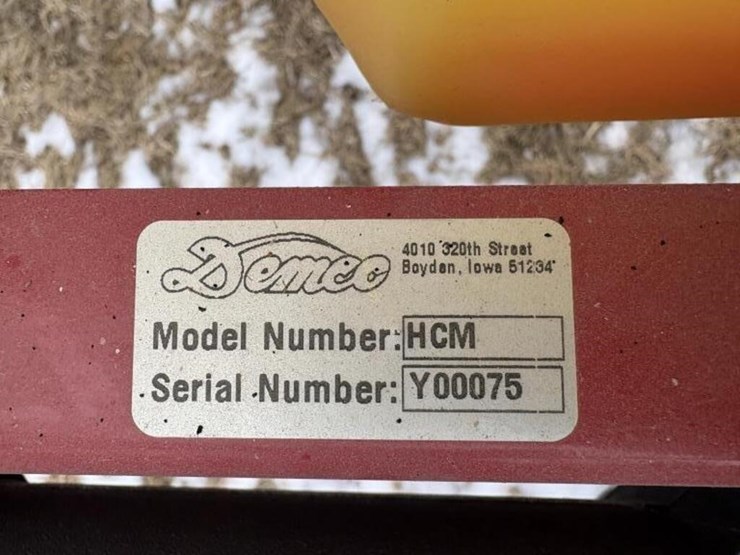 Demco
4010 320th Street
Boyden, Iowa 51234
Model Number: HCM
Serial Number: Y00075